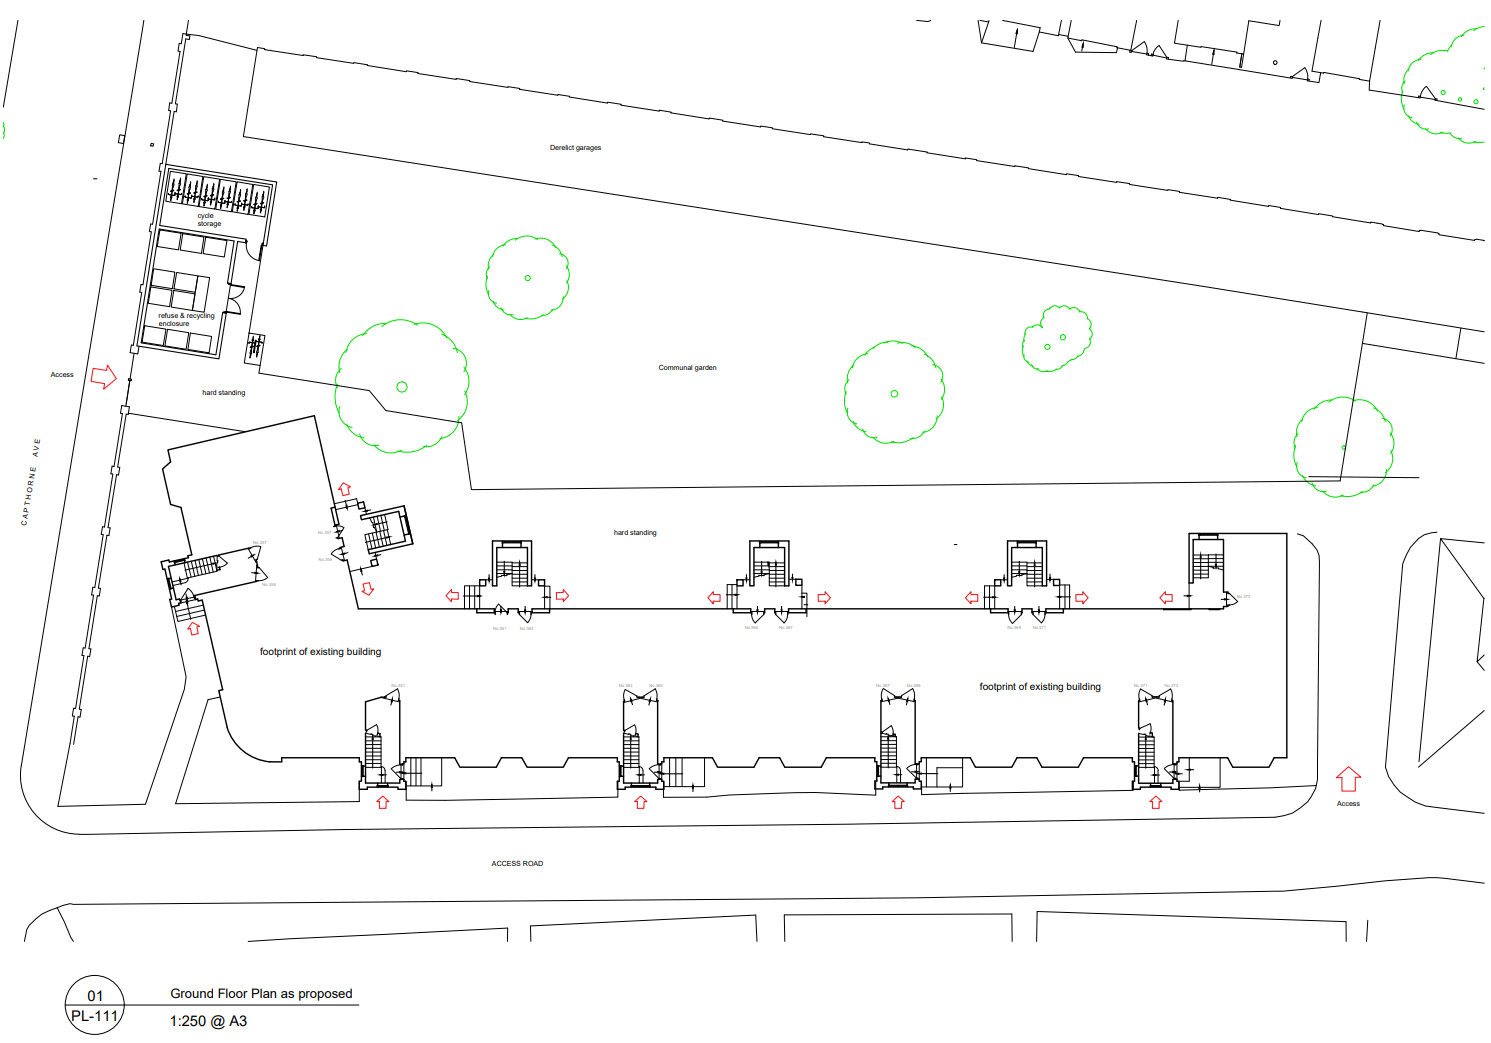 Derelict garages
cycle
storage
refuse & recycling
enclosure
Access
hard standing
Communal garden
CAPTHORNE AVE
hard standing
footprint of existing building
footprint of existing building
Access
ACCESS ROAD
01
PL-111
Ground Floor Plan as proposed
1:250 @ A3